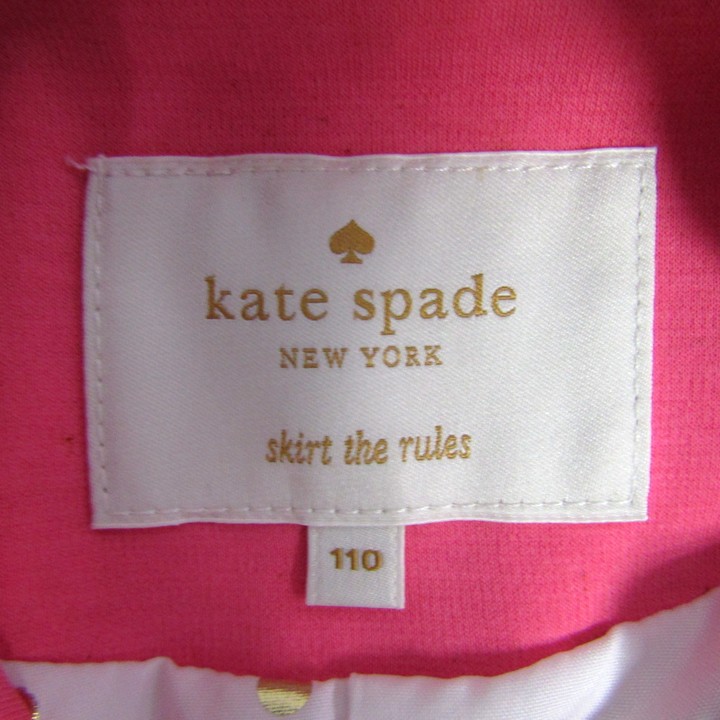 kate spade
NEW YORK
skirt the rules
110